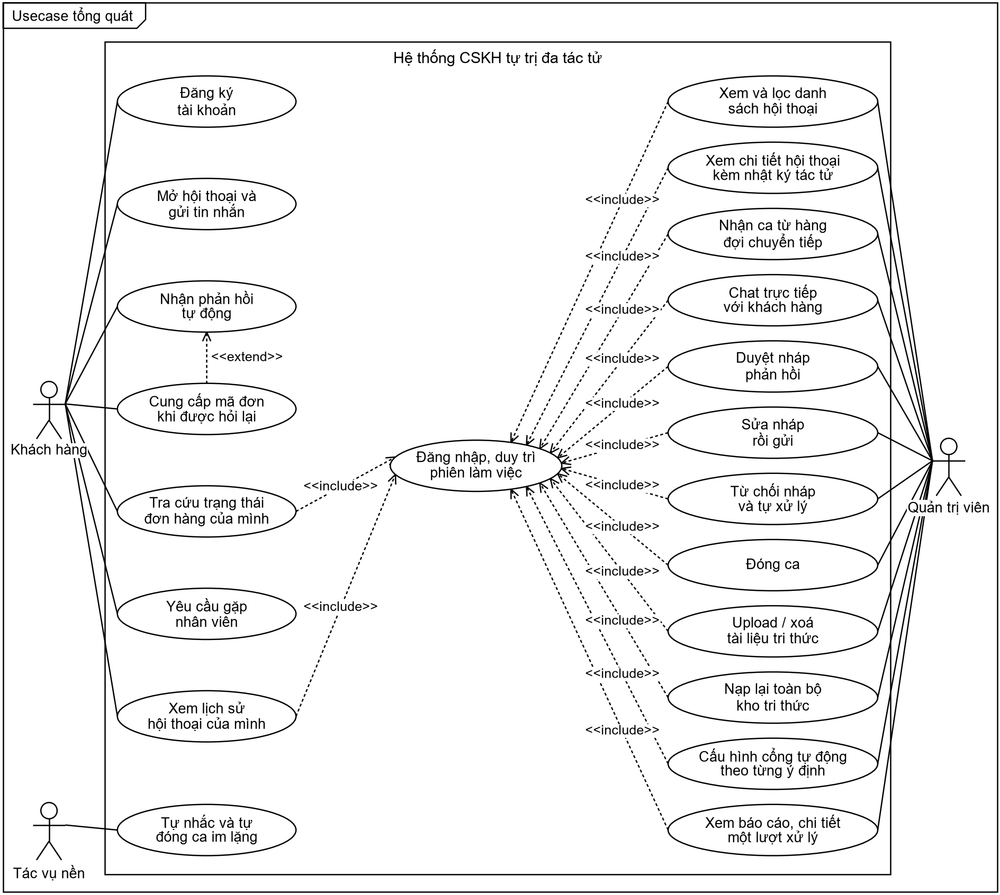 Usecase tổng quát
Hệ thống CSKH tự trị đa tác tử
Đăng ký
tài khoản
Mở hội thoại và
gửi tin nhắn
Nhận phản hồi
tự động
<<extend>>
Cung cấp mã đơn
khi được hỏi lại
Khách hàng
Tra cứu trạng thái
đơn hàng của mình
Yêu cầu gặp
nhân viên
Xem lịch sử
hội thoại của mình
Tự nhắc và tự
đóng ca im lặng
Tác vụ nền
<<include>>
<<include>>
Đăng nhập, duy trì
phiên làm việc
<<include>>
<<include>>
<<include>>
<<include>>
<<include>>
<<include>>
<<include>>
<<include>>
<<include>>
<<include>>
<<include>>
<<include>>
Xem và lọc danh
sách hội thoại
Xem chi tiết hội thoại
kèm nhật ký tác tử
Nhận ca từ hàng
đợi chuyển tiếp
Chat trực tiếp
với khách hàng
Duyệt nháp
phản hồi
Sửa nháp
rồi gửi
Từ chối nháp
và tự xử lý
Đóng ca
Upload / xoá
tài liệu tri thức
Nạp lại toàn bộ
kho tri thức
Cấu hình cổng tự động
theo từng ý định
Xem báo cáo, chi tiết
một lượt xử lý
Quản trị viên